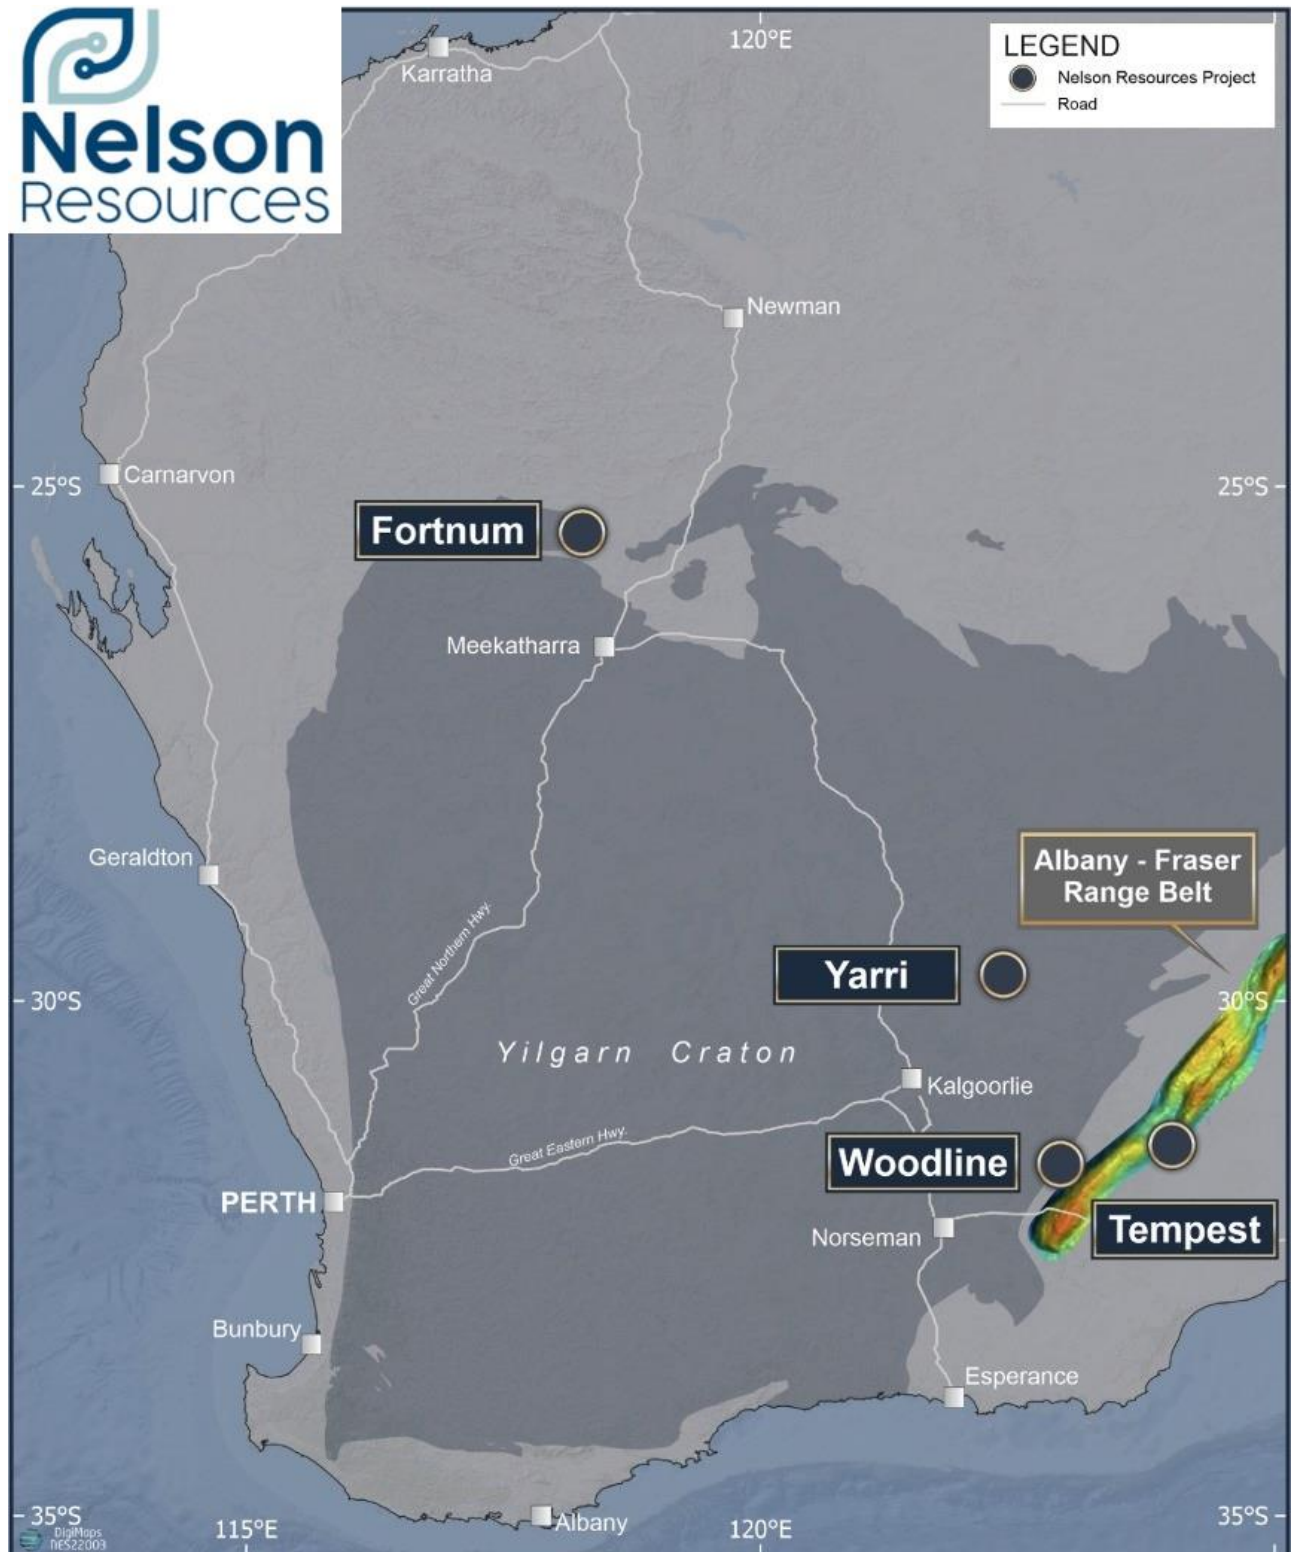 Nelson
Resources
120°E
LEGEND
Nelson Resources Project
Road
Karratha
Newman
Carnarvon
25°S
25°S
Fortnum
Meekatharra
Geraldton
Albany - Fraser
Range Belt
Great Northern Hwy.
Yarri
30°S
30°S
Yilgarn Craton
Kalgoorlie
Great Eastern Hwy.
Woodline
PERTH
Norseman
Tempest
Bunbury
Esperance
35°S
35°S
DigiMaps
NES22003
115°E
120°E
Albany